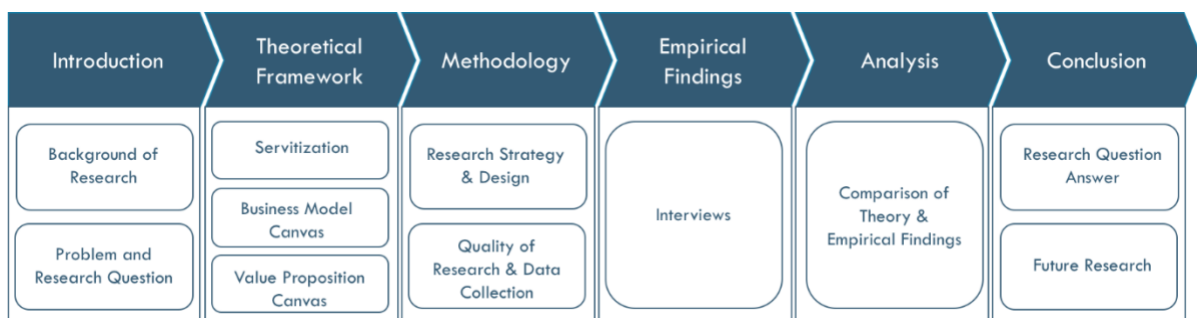 Introduction
Theoretical
Framework
Methodology
Empirical
Findings
Analysis
Conclusion
Background of
Research
Problem and
Research Question
Servitization
Business Model
Canvas
Value Proposition
Canvas
Research Strategy
& Design
Quality of
Research & Data
Collection
Interviews
Comparison of
Theory &
Empirical Findings
Research Question
Answer
Future Research